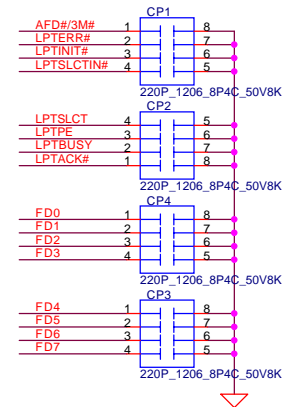 CP1
AFD#/3M# 1 8
LPTERR# 2 7
LPTINIT# 3 6
LPTSLCTIN# 4 5
220P_1206_8P4C_50V8K
CP2
LPTSLCT 4 5
LPTPE 3 6
LPTBUSY 2 7
LPTACK# 1 8
220P_1206_8P4C_50V8K
CP4
FD0 1 8
FD1 2 7
FD2 3 6
FD3 4 5
220P_1206_8P4C_50V8K
CP3
FD4 1 8
FD5 2 7
FD6 3 6
FD7 4 5
220P_1206_8P4C_50V8K